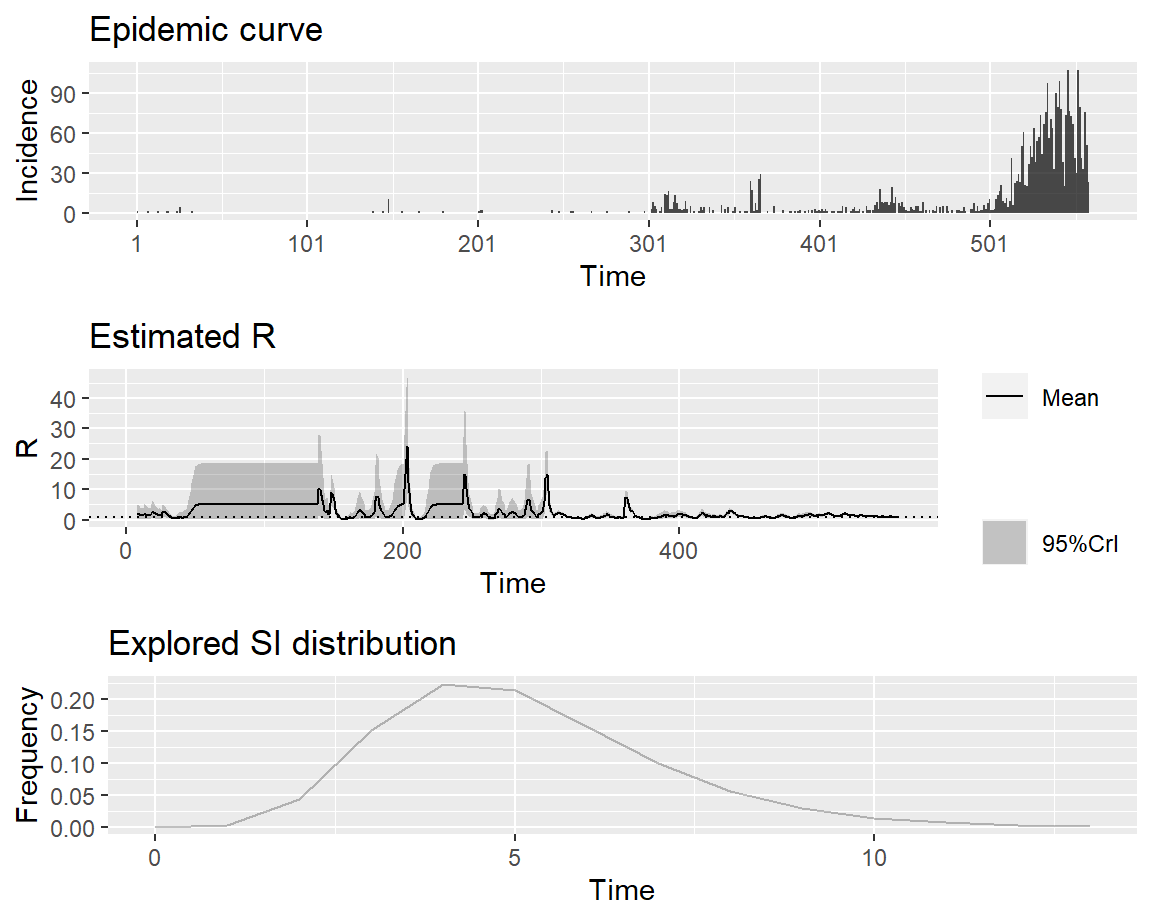 Epidemic curve
Incidence
90
60
30
0
1 101 201 301 401 501
Time
Estimated R
R
40
30
20
10
0
0 200 400
Time
Mean
95%CrI
Explored SI distribution
Frequency
0.20
0.15
0.10
0.05
0.00
0 5 10
Time